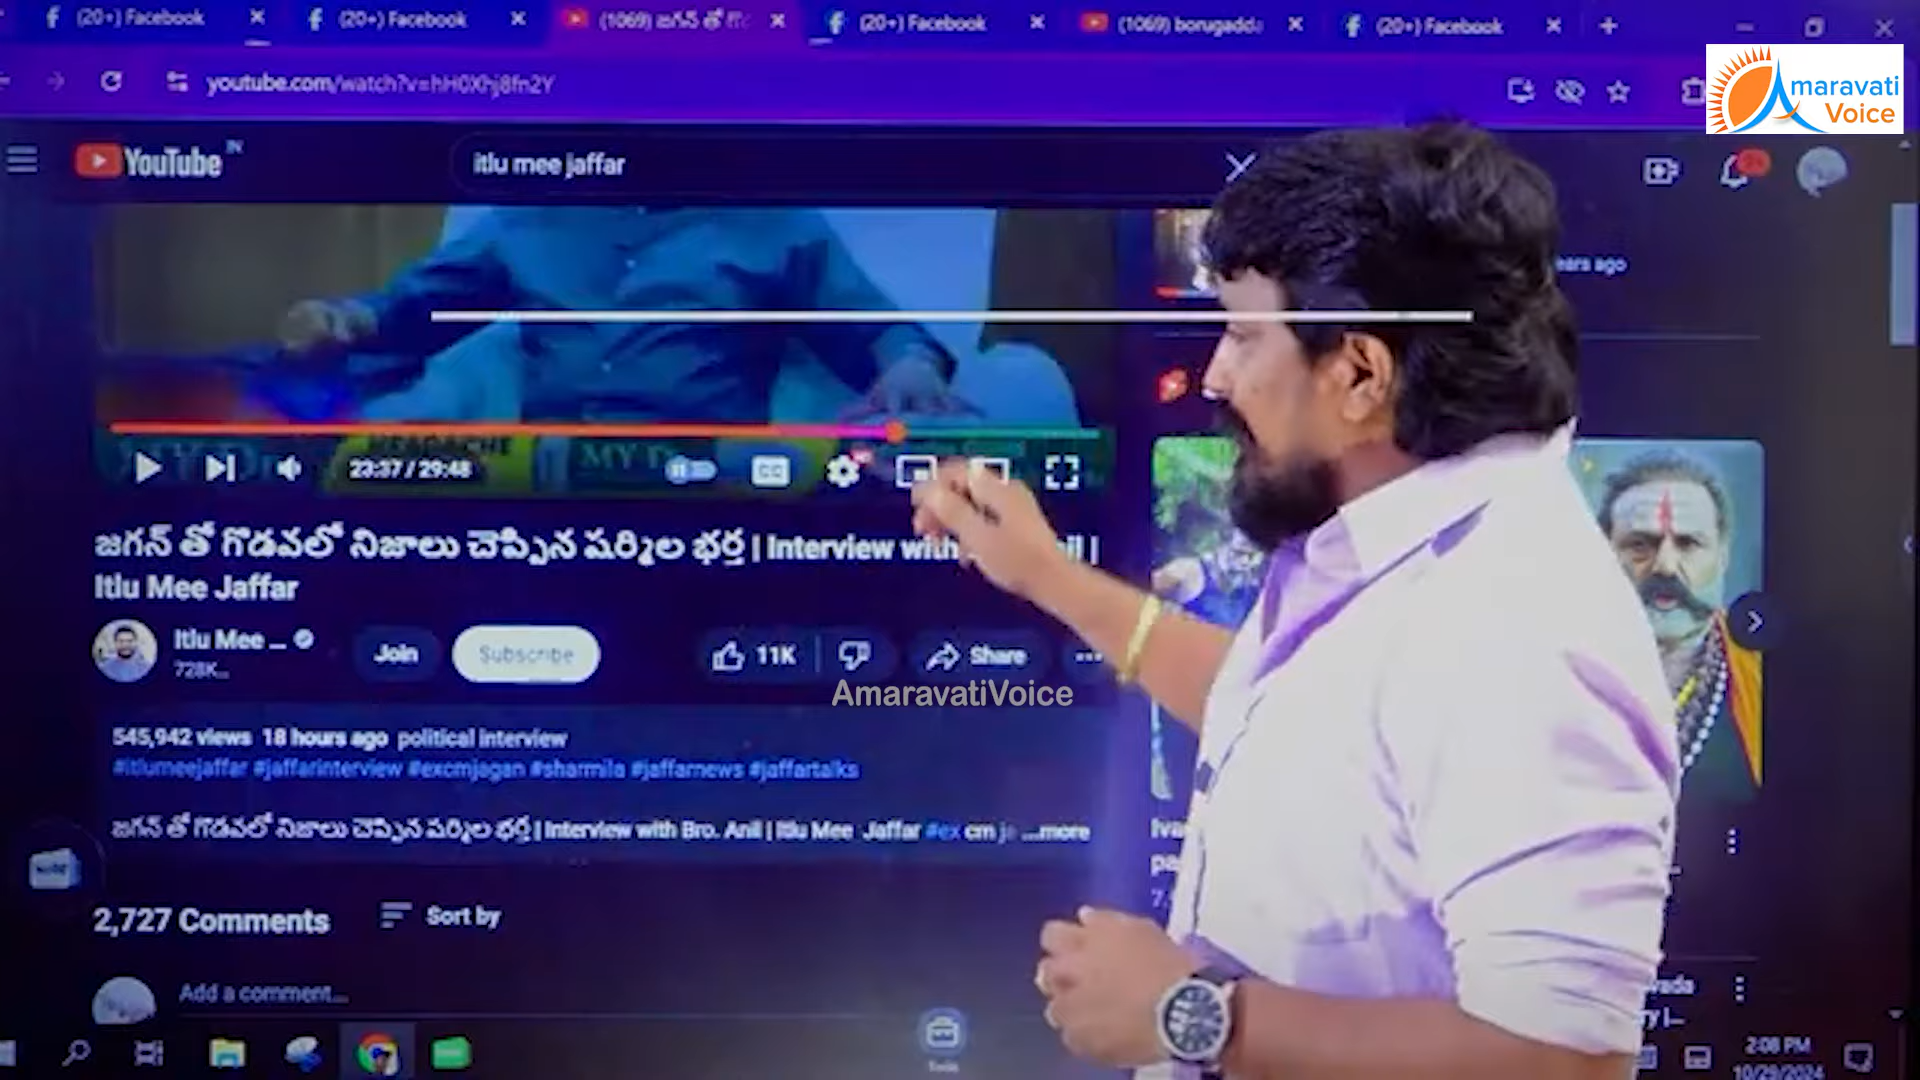 (20+) Facebook
(20+) Facebook
(1069) జగన్ తో
(20+) Facebook
(1069) borugadda
(20+) Facebook
youtube.com/watch?v=hH0Xhj8fn2Y
Amaravati
Voice
YouTube IN
itlu mee jaffar
ears ago
HEADACHE
MY
23:37 / 29:48
CC
జగన్ తో గొడవలో నిజాలు చెప్పిన షర్మిల భర్త | Interview with
Itlu Mee Jaffar
Itlu Mee ...
728K...
Join
Subscribe
11K
Share
AmaravatiVoice
545,942 views 18 hours ago political interview
#itlumeejaffar #jaffarinterview #excmjagan #sharmila #jaffarnews #jaffartalks
జగన్ తో గొడవలో నిజాలు చెప్పిన షర్మిల భర్త | Interview with Bro. Anil | Itlu Mee Jaffar #ex cm ...more
2,727 Comments
Sort by
Add a comment...
2:08 PM
10/29/2024